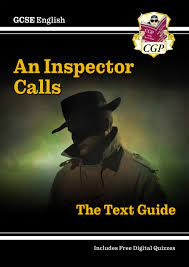 GCSE English
CGP
An Inspector
Calls
The Text Guide
Includes Free Digital Quizzes